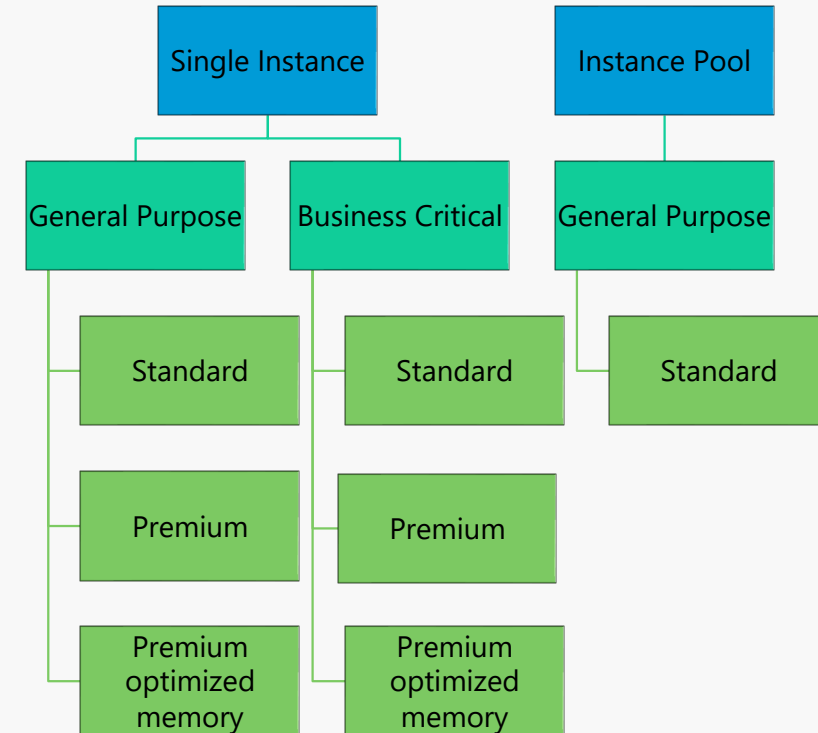 Single Instance
Instance Pool
General Purpose
Business Critical
General Purpose
Standard
Standard
Standard
Premium
Premium
Premium
optimized
memory
Premium
optimized
memory